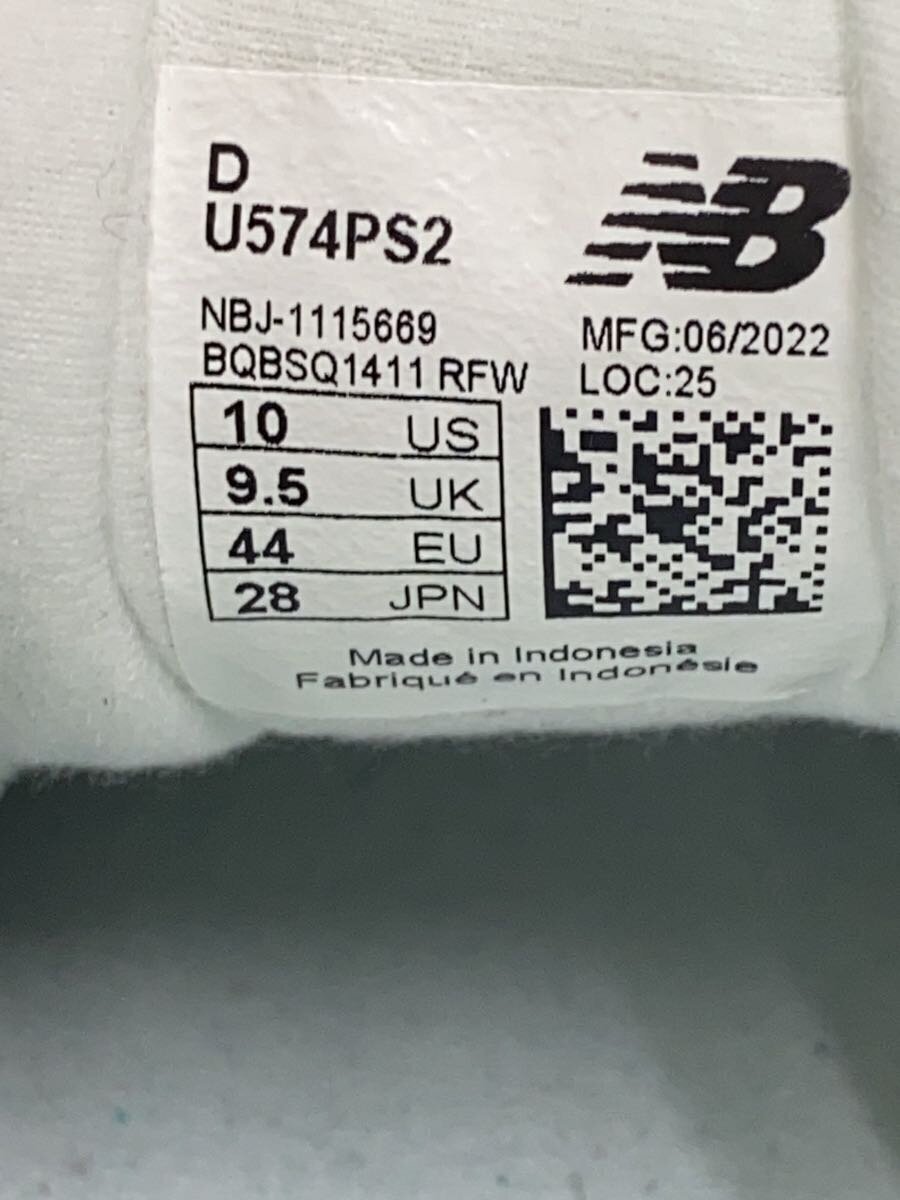 D
U574PS2
NB
NBJ-1115669
BQBSQ1411 RFW
MFG:06/2022
LOC:25
10 US
9.5 UK
44 EU
28 JPN
Made in Indonesia
Fabriqué en Indonésie